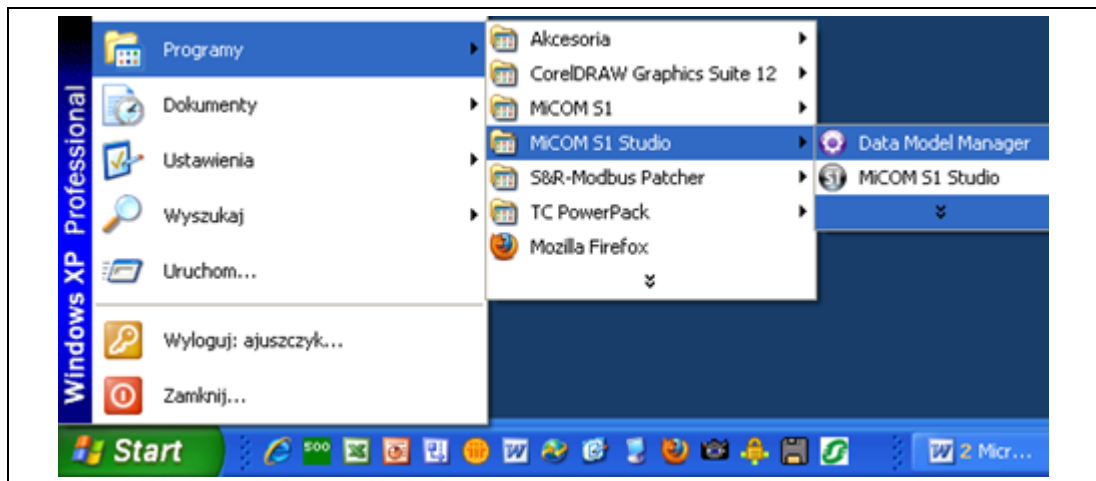 Windows XP Professional
Programy
Dokumenty
Ustawienia
Wyszukaj
Uruchom...
Wyloguj: ajuszczyk...
Zamknij...
Akcesoria
CorelDRAW Graphics Suite 12
MiCOM S1
MiCOM S1 Studio
S&R-Modbus Patcher
TC PowerPack
Mozilla Firefox
Data Model Manager
MiCOM S1 Studio
Start
500
2 Micr...